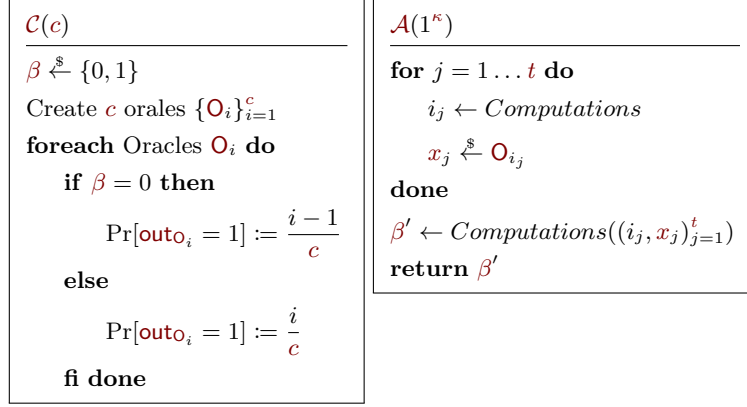 𝒞(c)
β ←$ {0, 1}
Create c orales {O_i}_{i=1}^c
foreach Oracles O_i do
if β = 0 then
Pr[out_{O_i} = 1] := (i − 1)/c
else
Pr[out_{O_i} = 1] := i/c
fi done
𝒜(1^κ)
for j = 1 … t do
i_j ← Computations
x_j ←$ O_{i_j}
done
β′ ← Computations((i_j, x_j)_{j=1}^t)
return β′